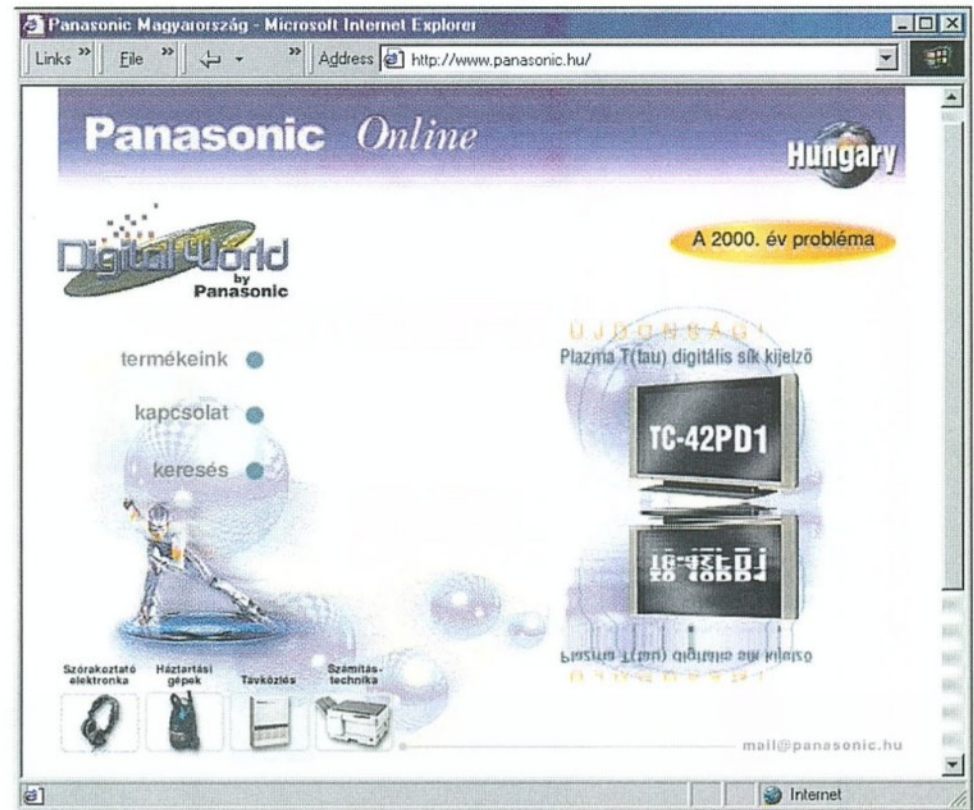 Panasonic Magyarország - Microsoft Internet Explorer
Links » File » » Address http://www.panasonic.hu/
Panasonic Online
Hungary
Digital World
by
Panasonic
A 2000. év probléma
termékeink
kapcsolat
keresés
ÚJDONSÁG!
Plazma T(tau) digitális sík kijelző
TC-42PD1
Szórakoztató
elektronka
Háztartási
gépek
Távközlés
Számítás-
technika
mail@panasonic.hu
Internet